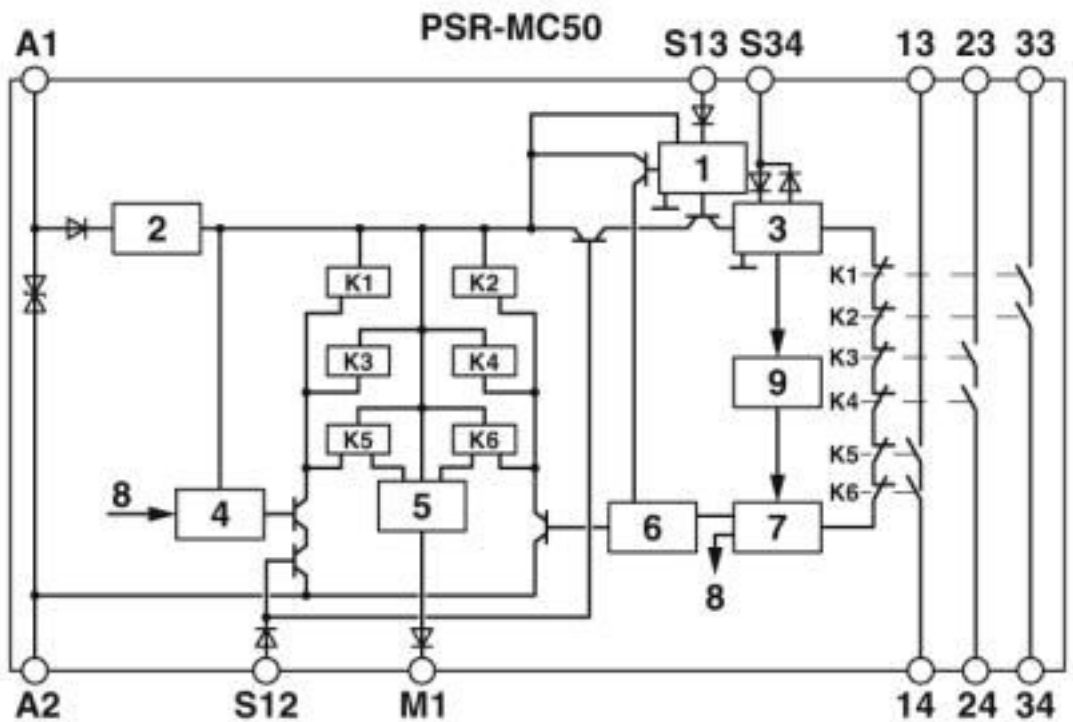 PSR-MC50
A1 S13 S34 13 23 33
1
2 3
K1 K2 K1
K2
K3 K4 K3
9
K4
K5 K6 K5
K6
8 4 5 6 7
8
A2 S12 M1 14 24 34